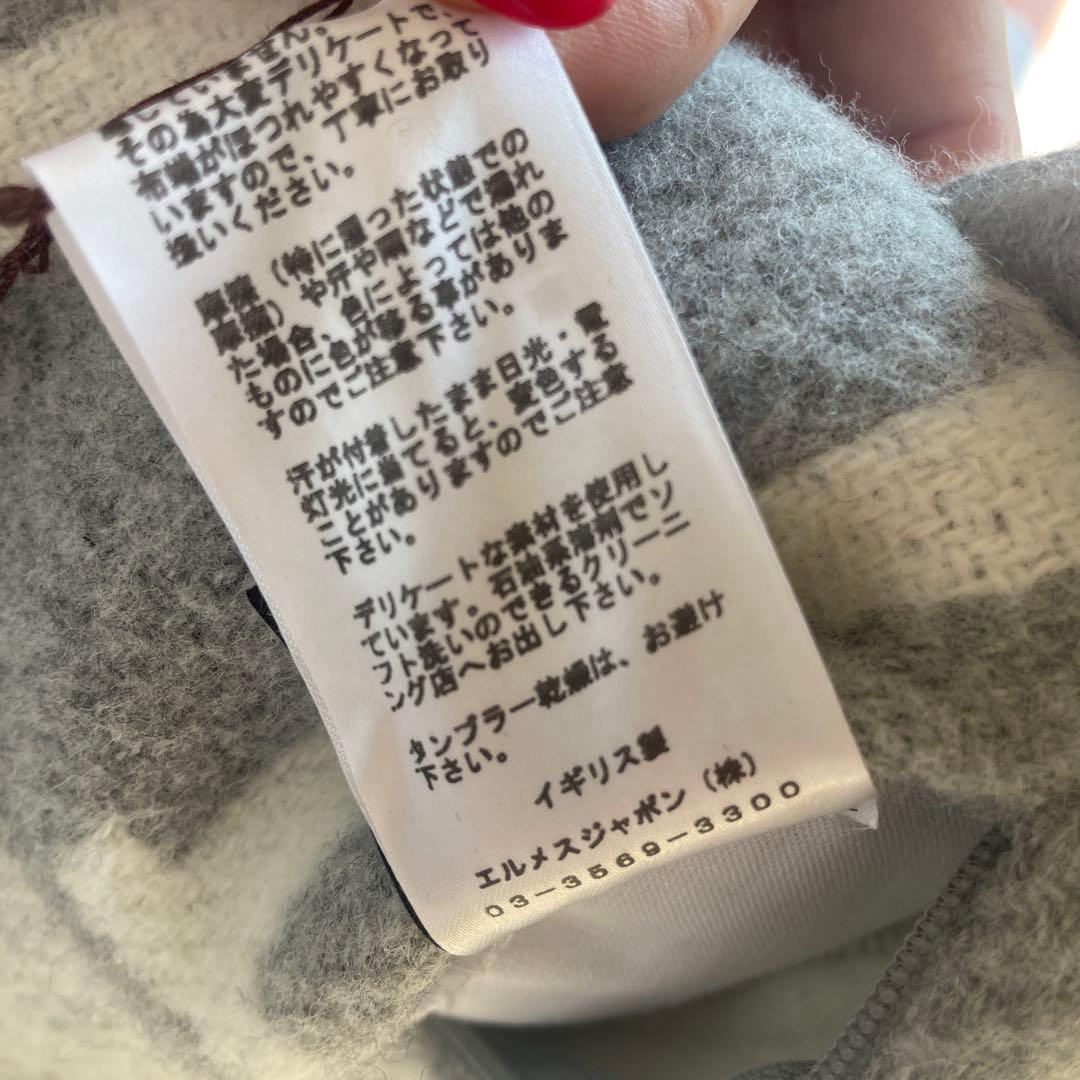 していません。
その為大変デリケートで、
布端がほつれやすくなって
いますので、丁寧にお取り
扱いください。
摩擦（特に湿った状態での
摩擦）や汗や雨などで濡れ
た場合、色によっては他の
ものに色が移る事がありま
すのでご注意下さい。
汗が付着したまま日光・電
灯光に当てると、変色する
ことがありますのでご注意
下さい。
デリケートな素材を使用し
ています。石油系溶剤でソ
フト洗いのできるクリーニ
ング店へお出し下さい。
タンブラー乾燥は、お避け
下さい。
イギリス製
エルメスジャポン（株）
03－3569－3300